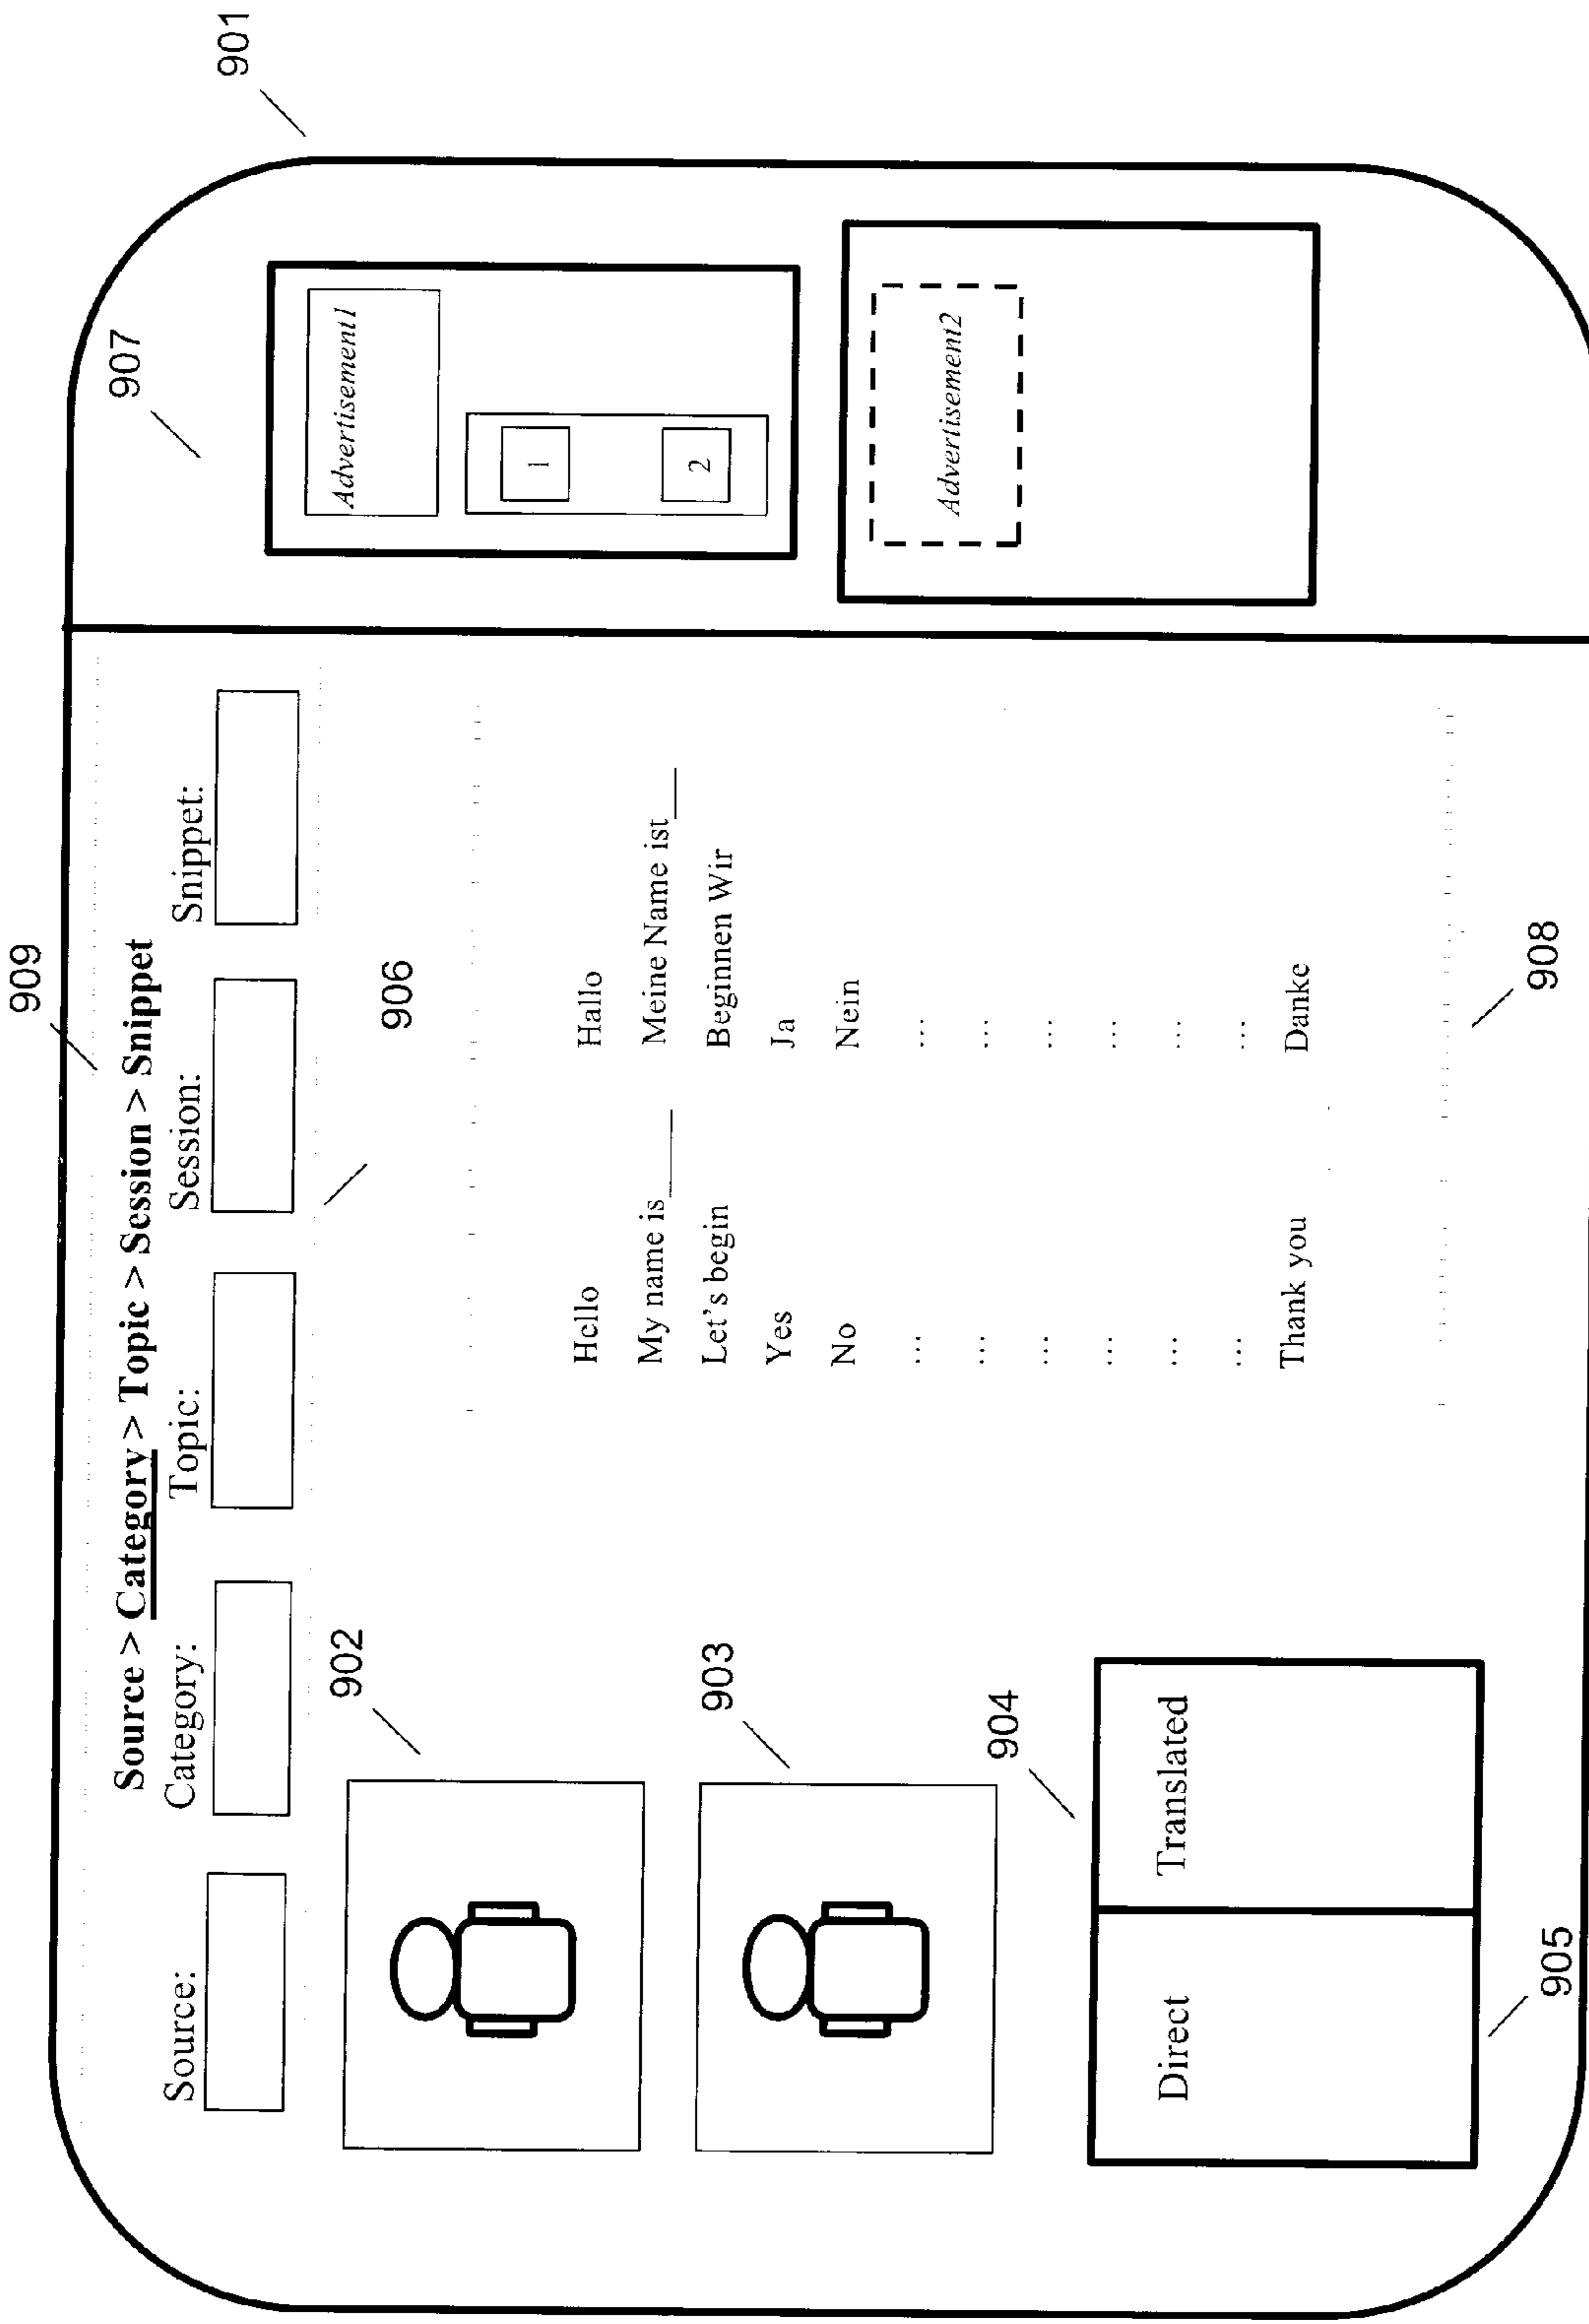 901
907
909
Source > Category > Topic > Session > Snippet
Source: Category: Topic: Session: Snippet:
906
902
903
904
905
908
Direct Translated
Hello Hallo
My name is____ Meine Name ist___
Let's begin Beginnen Wir
Yes Ja
No Nein
... ...
... ...
... ...
... ...
... ...
... ...
Thank you Danke
Advertisement1
1
2
Advertisement2